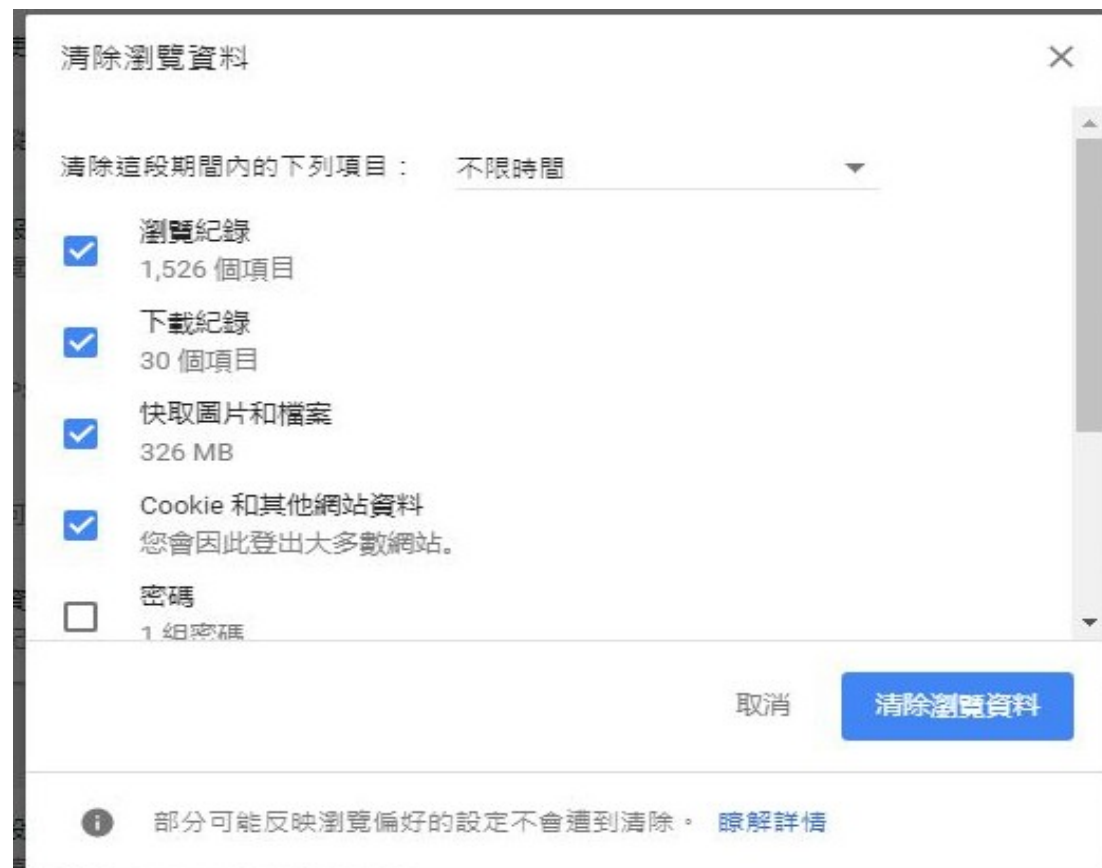 清除瀏覽資料
清除這段期間內的下列項目： 不限時間
瀏覽紀錄
1,526 個項目
下載紀錄
30 個項目
快取圖片和檔案
326 MB
Cookie 和其他網站資料
您會因此登出大多數網站。
密碼
1 組密碼
取消 清除瀏覽資料
部分可能反映瀏覽偏好的設定不會遭到清除。 瞭解詳情